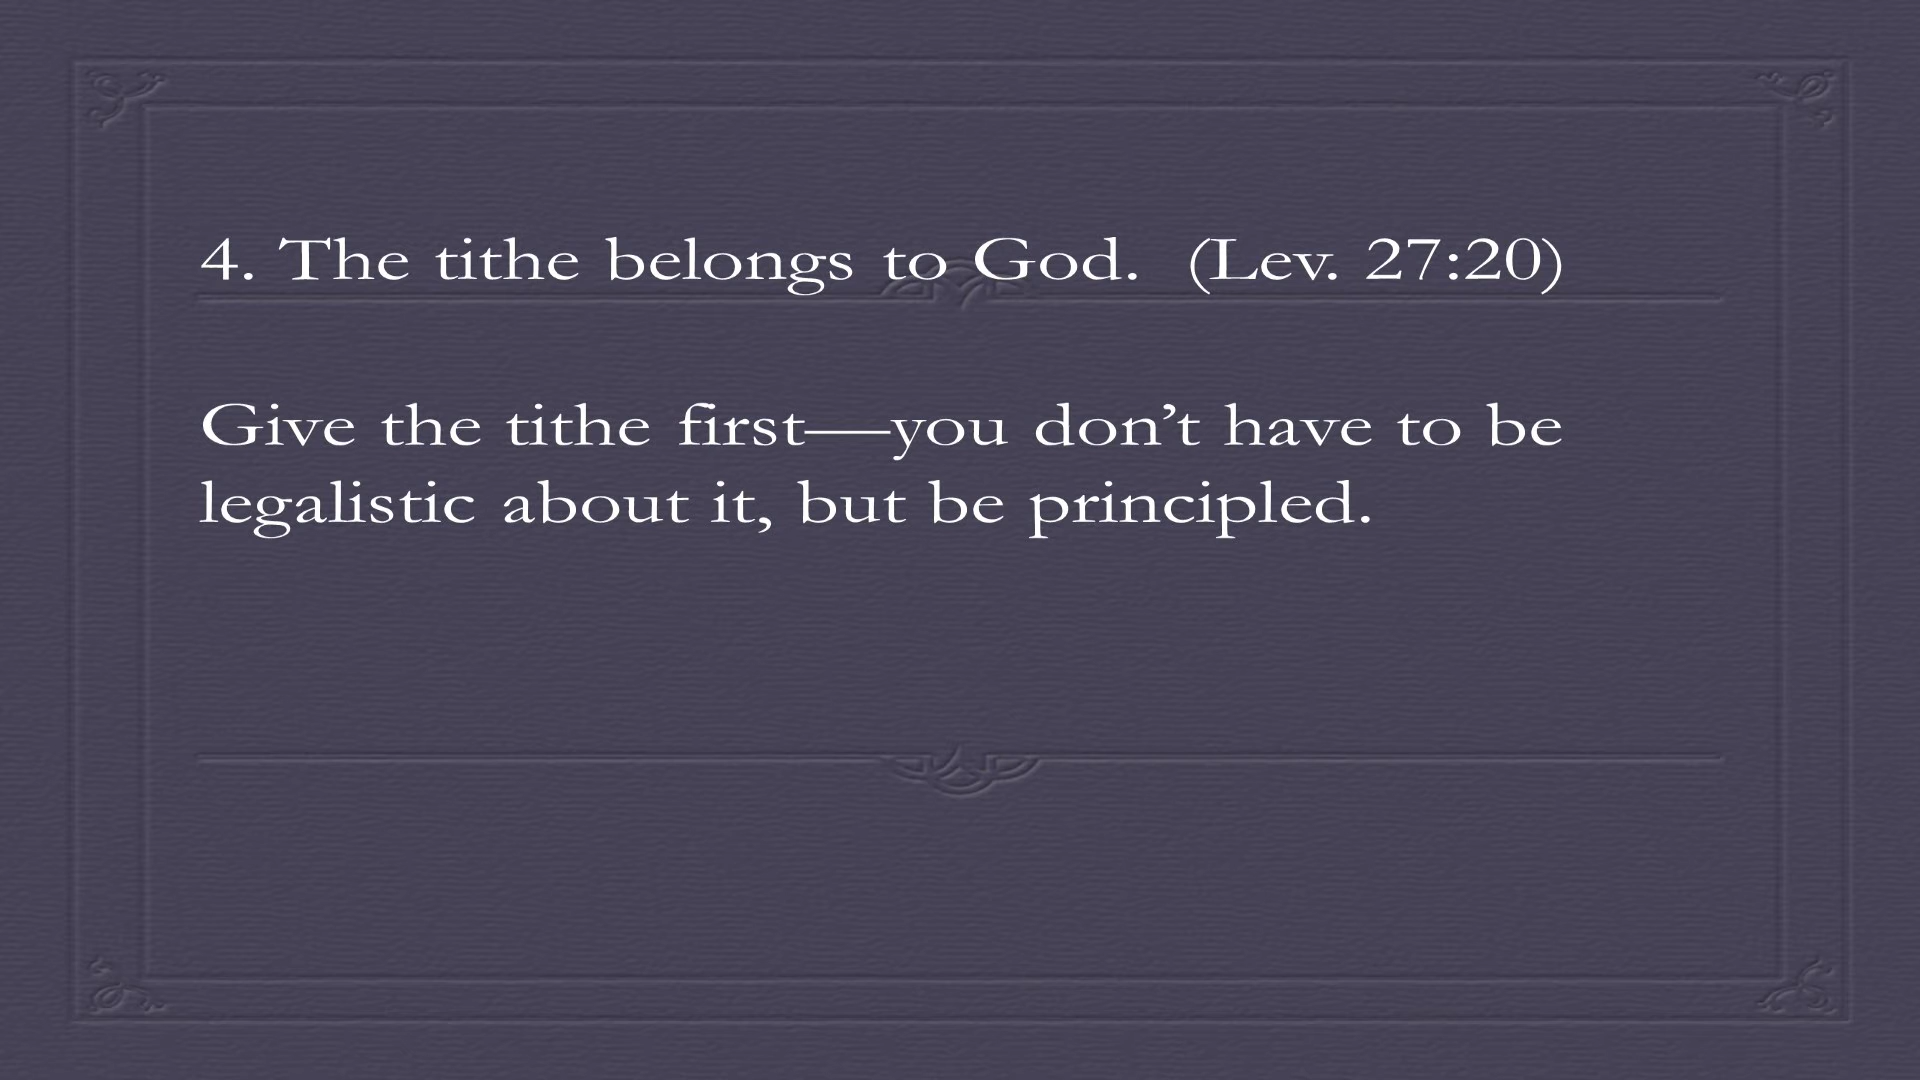 4. The tithe belongs to God.  (Lev. 27:20)
Give the tithe first—you don’t have to be
legalistic about it, but be principled.